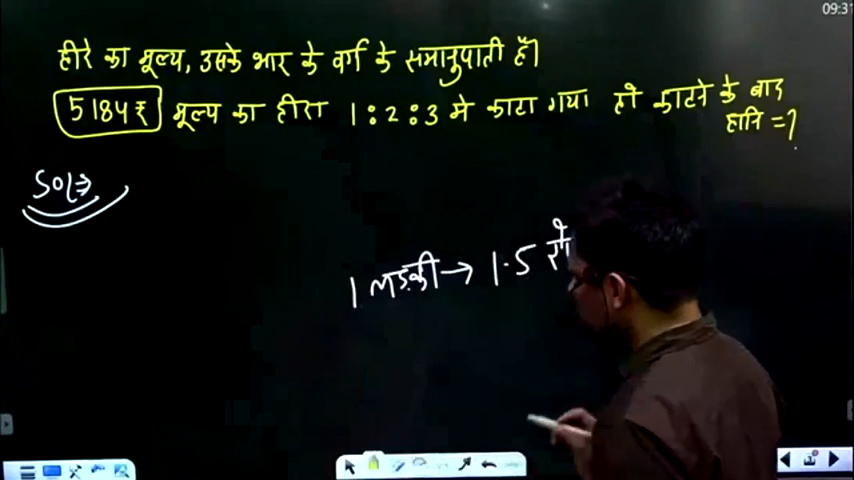 09:31
हीरे का मूल्य, उसके भार के वर्ग के समानुपाती है।
5184₹ मूल्य का हीरा 1:2:3 मे काटा गया तो काटने के बाद
हानि =?
Sol⇒
1 लड़की → 1.5